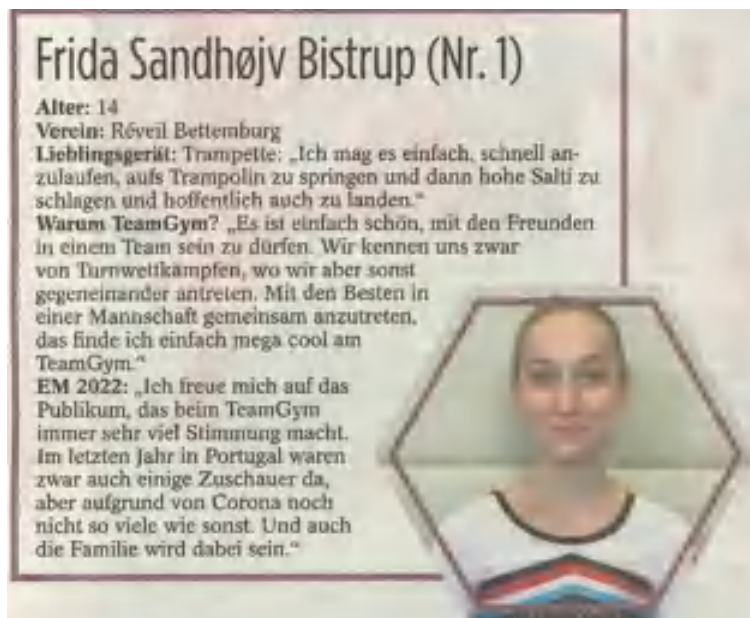 Frida Sandhøjv Bistrup (Nr. 1)
Alter: 14
Verein: Réveil Bettemburg
Lieblingsgerät: Trampette: „Ich mag es einfach, schnell an-
zulaufen, aufs Trampolin zu springen und dann hohe Salti zu
schlagen und hoffentlich auch zu landen.“
Warum TeamGym? „Es ist einfach schön, mit den Freunden
in einem Team sein zu dürfen. Wir kennen uns zwar
von Turnwettkämpfen, wo wir aber sonst
gegeneinander antreten. Mit den Besten in
einer Mannschaft gemeinsam anzutreten,
das finde ich einfach mega cool am
TeamGym.“
EM 2022: „Ich freue mich auf das
Publikum, das beim TeamGym
immer sehr viel Stimmung macht.
Im letzten Jahr in Portugal waren
zwar auch einige Zuschauer da,
aber aufgrund von Corona noch
nicht so viele wie sonst. Und auch
die Familie wird dabei sein.“